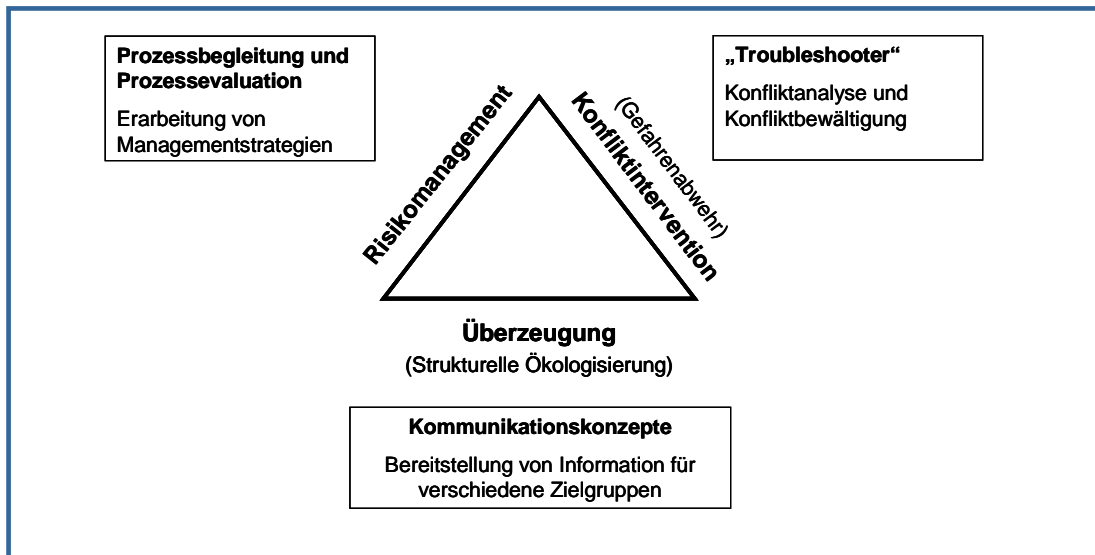 Prozessbegleitung und
Prozessevaluation
Erarbeitung von
Managementstrategien
„Troubleshooter“
Konfliktanalyse und
Konfliktbewältigung
Risikomanagement
(Gefahrenabwehr)
Konfliktintervention
Überzeugung
(Strukturelle Ökologisierung)
Kommunikationskonzepte
Bereitstellung von Information für
verschiedene Zielgruppen